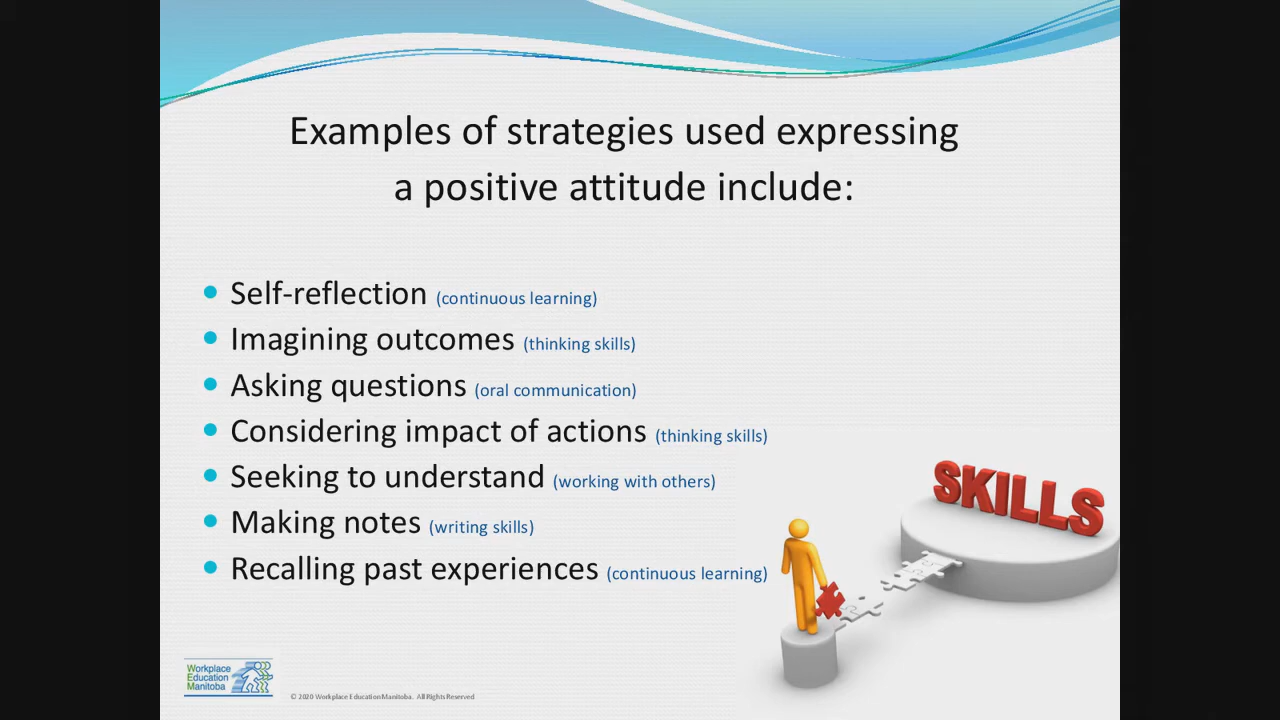 Examples of strategies used expressing
a positive attitude include:
Self-reflection (continuous learning)
Imagining outcomes (thinking skills)
Asking questions (oral communication)
Considering impact of actions (thinking skills)
Seeking to understand (working with others)
Making notes (writing skills)
Recalling past experiences (continuous learning)
SKILLS
Workplace
Education
Manitoba
© 2020 Workplace Education Manitoba. All Rights Reserved